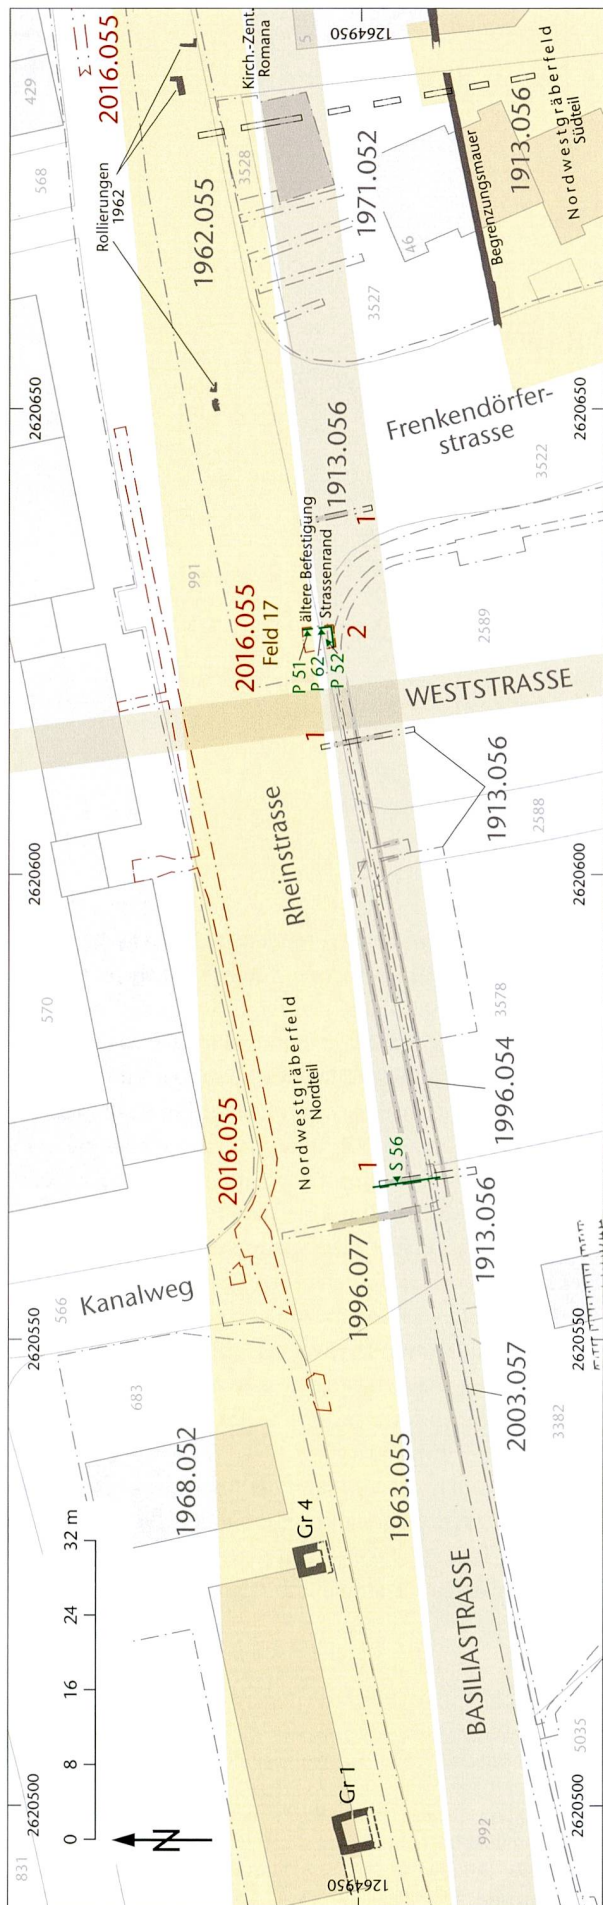 831
2620500
2620550
2620600
2620650
0
8
16
24
32 m
N
1264950
1264950
Gr 1
Gr 4
1968.052
683
566
Kanalweg
570
568
429
2016.055
2016.055
Feld 17
2016.055
Σ
991
Nordwestgräberfeld
Nordteil
Rheinstrasse
Rollierungen
1962
1962.055
3528
Kirch.-Zent.
Romana
5
1963.055
1996.077
1
S 56
1
P 51
P 62
P 52
ältere Befestigung
Strassenrand
2
1
1913.056
1971.052
3527
A6
Begrenzungsmauer
1913.056
Nordwestgräberfeld
Südteil
Frenkendörfer-
strasse
3522
2589
WESTSTRASSE
1913.056
2588
3578
1996.054
1913.056
2003.057
3382
BASILIASTRASSE
992
5035
2620500
2620550
2620600
2620650